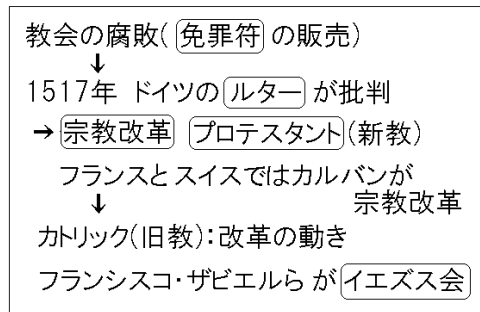 教会の腐敗(免罪符の販売)
↓
1517年 ドイツのルターが批判
→宗教改革 プロテスタント(新教)
フランスとスイスではカルバンが
↓ 宗教改革
カトリック(旧教):改革の動き
フランシスコ・ザビエルらがイエズス会